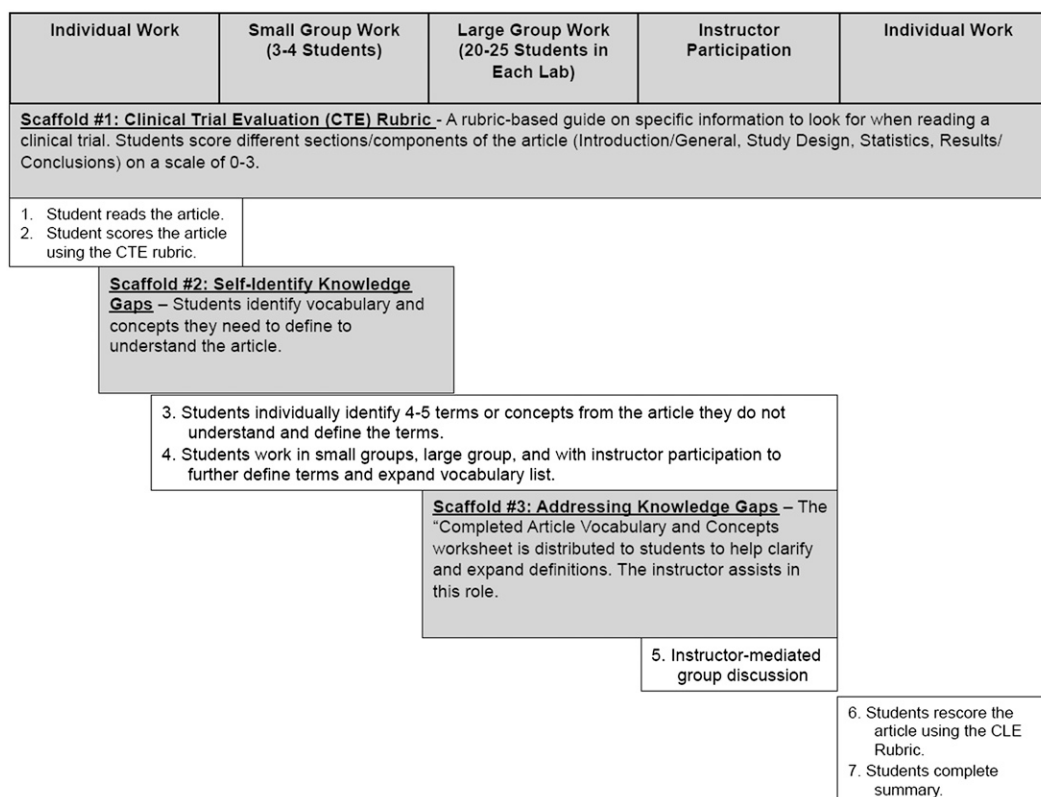 Individual Work
Small Group Work
(3-4 Students)
Large Group Work
(20-25 Students in
Each Lab)
Instructor
Participation
Individual Work
Scaffold #1: Clinical Trial Evaluation (CTE) Rubric - A rubric-based guide on specific information to look for when reading a
clinical trial. Students score different sections/components of the article (Introduction/General, Study Design, Statistics, Results/
Conclusions) on a scale of 0-3.
1. Student reads the article.
2. Student scores the article
using the CTE rubric.
Scaffold #2: Self-Identify Knowledge
Gaps – Students identify vocabulary and
concepts they need to define to
understand the article.
3. Students individually identify 4-5 terms or concepts from the article they do not
understand and define the terms.
4. Students work in small groups, large group, and with instructor participation to
further define terms and expand vocabulary list.
Scaffold #3: Addressing Knowledge Gaps – The
"Completed Article Vocabulary and Concepts
worksheet is distributed to students to help clarify
and expand definitions. The instructor assists in
this role.
5. Instructor-mediated
group discussion
6. Students rescore the
article using the CLE
Rubric.
7. Students complete
summary.